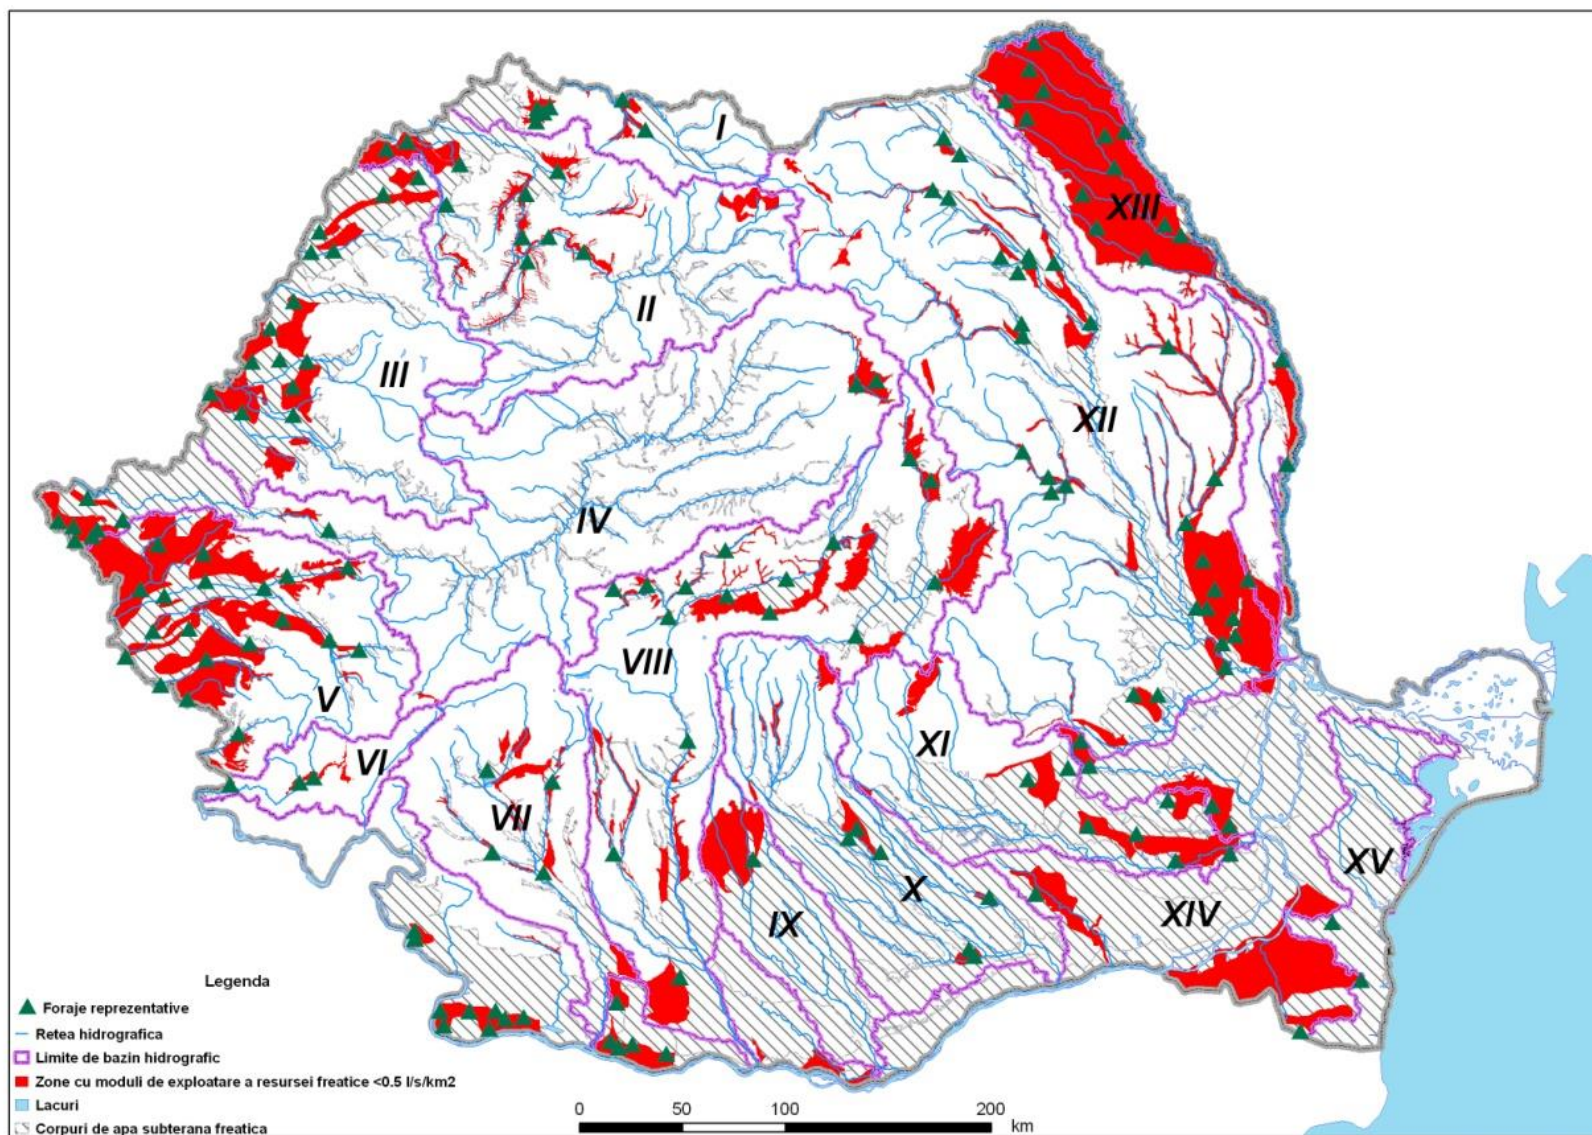 I
XIII
II
III
XII
IV
VIII
V
VI
XI
VII
XV
X
XIV
IX
Legenda
Foraje reprezentative
Retea hidrografica
Limite de bazin hidrografic
Zone cu moduli de exploatare a resursei freatice <0.5 l/s/km2
Lacuri
Corpuri de apa subterana freatica
0 50 100 200
km